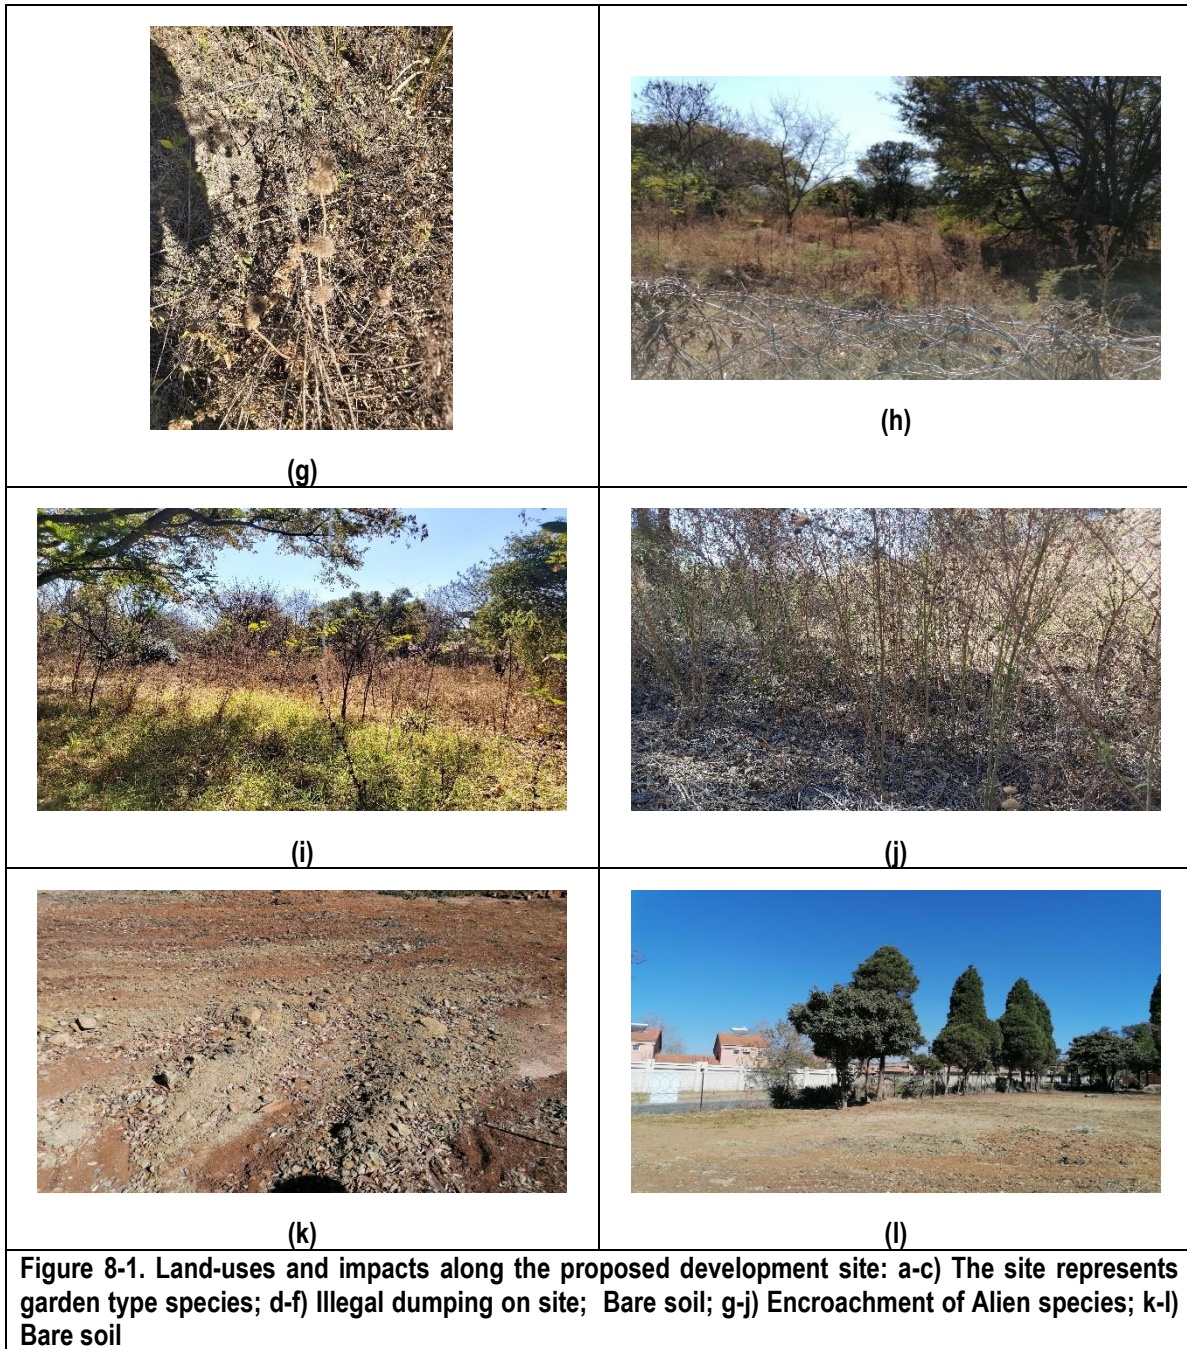 (g)
(h)
(i)
(j)
(k)
(l)
Figure 8-1. Land-uses and impacts along the proposed development site: a-c) The site represents
garden type species; d-f) Illegal dumping on site; Bare soil; g-j) Encroachment of Alien species; k-l)
Bare soil